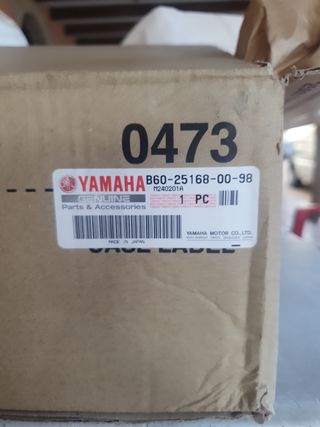 0473
YAMAHA B60-25168-00-98
M240201A
GENUINE
Parts & Accessories
1 PC
MADE IN JAPAN
YAMAHA MOTOR CO.,LTD.
CASE LABEL